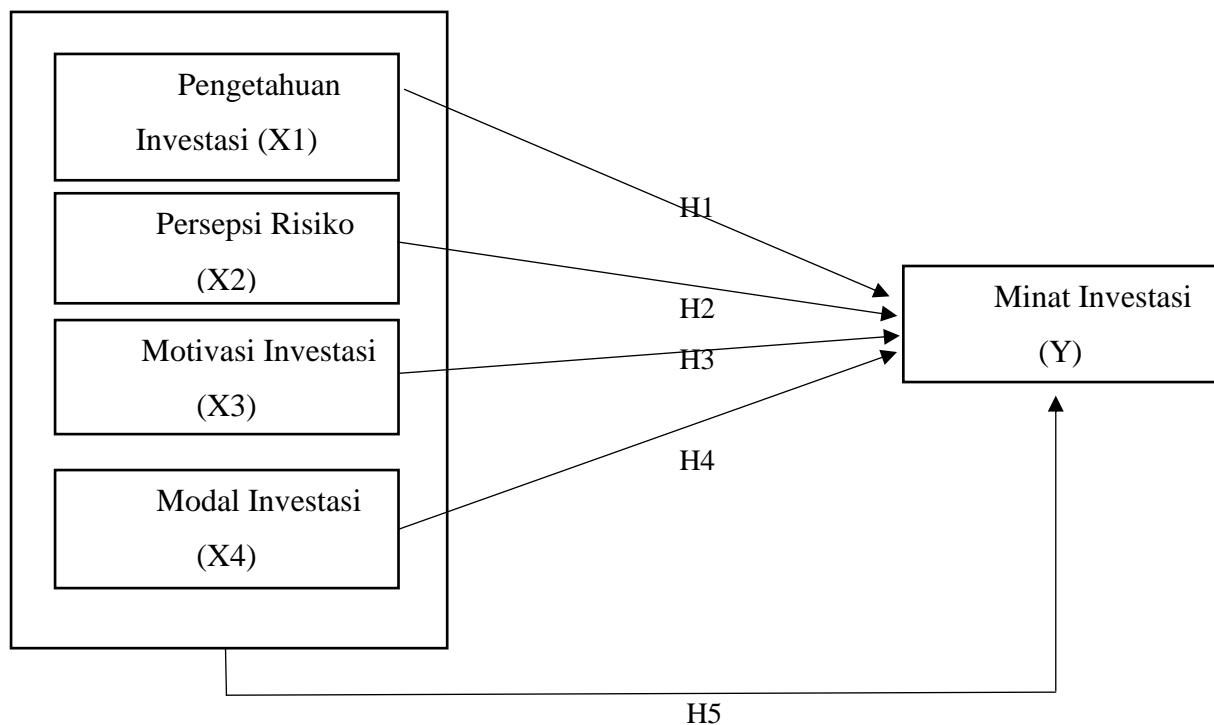 Pengetahuan
Investasi (X1)
Persepsi Risiko
(X2)
Motivasi Investasi
(X3)
Modal Investasi
(X4)
H1
H2
H3
H4
Minat Investasi
(Y)
H5